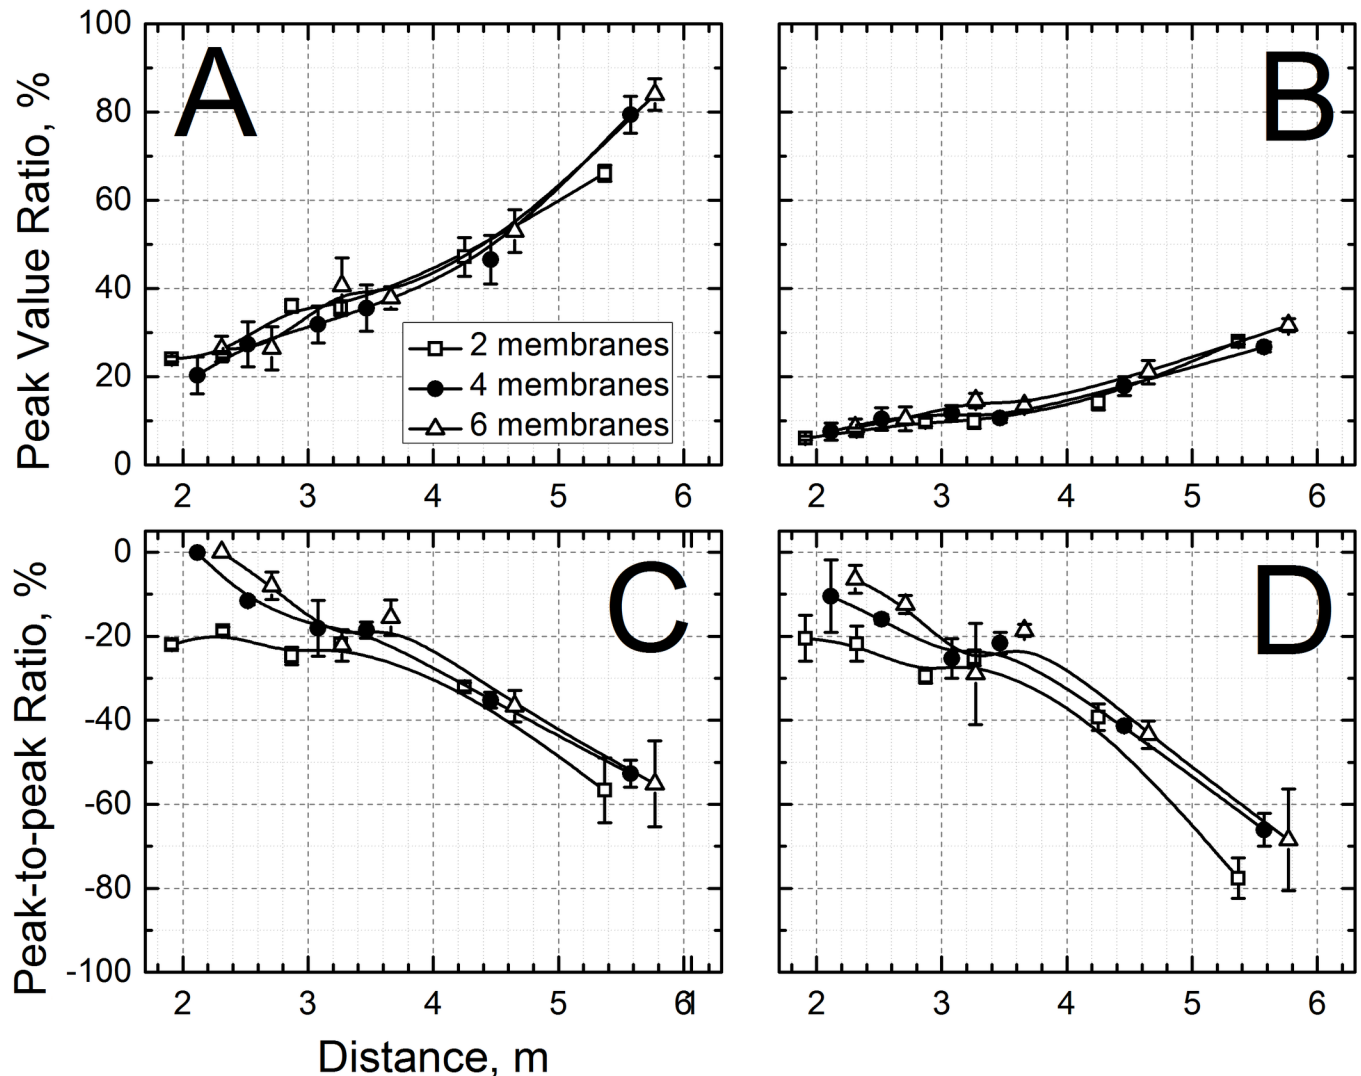 Peak Value Ratio, %
100
80
60
40
20
0
A
2 membranes
4 membranes
6 membranes
2 3 4 5 6
B
2 3 4 5 6
Peak-to-peak Ratio, %
0
-20
-40
-60
-80
-100
C
2 3 4 5 6 1
D
2 3 4 5 6
Distance, m